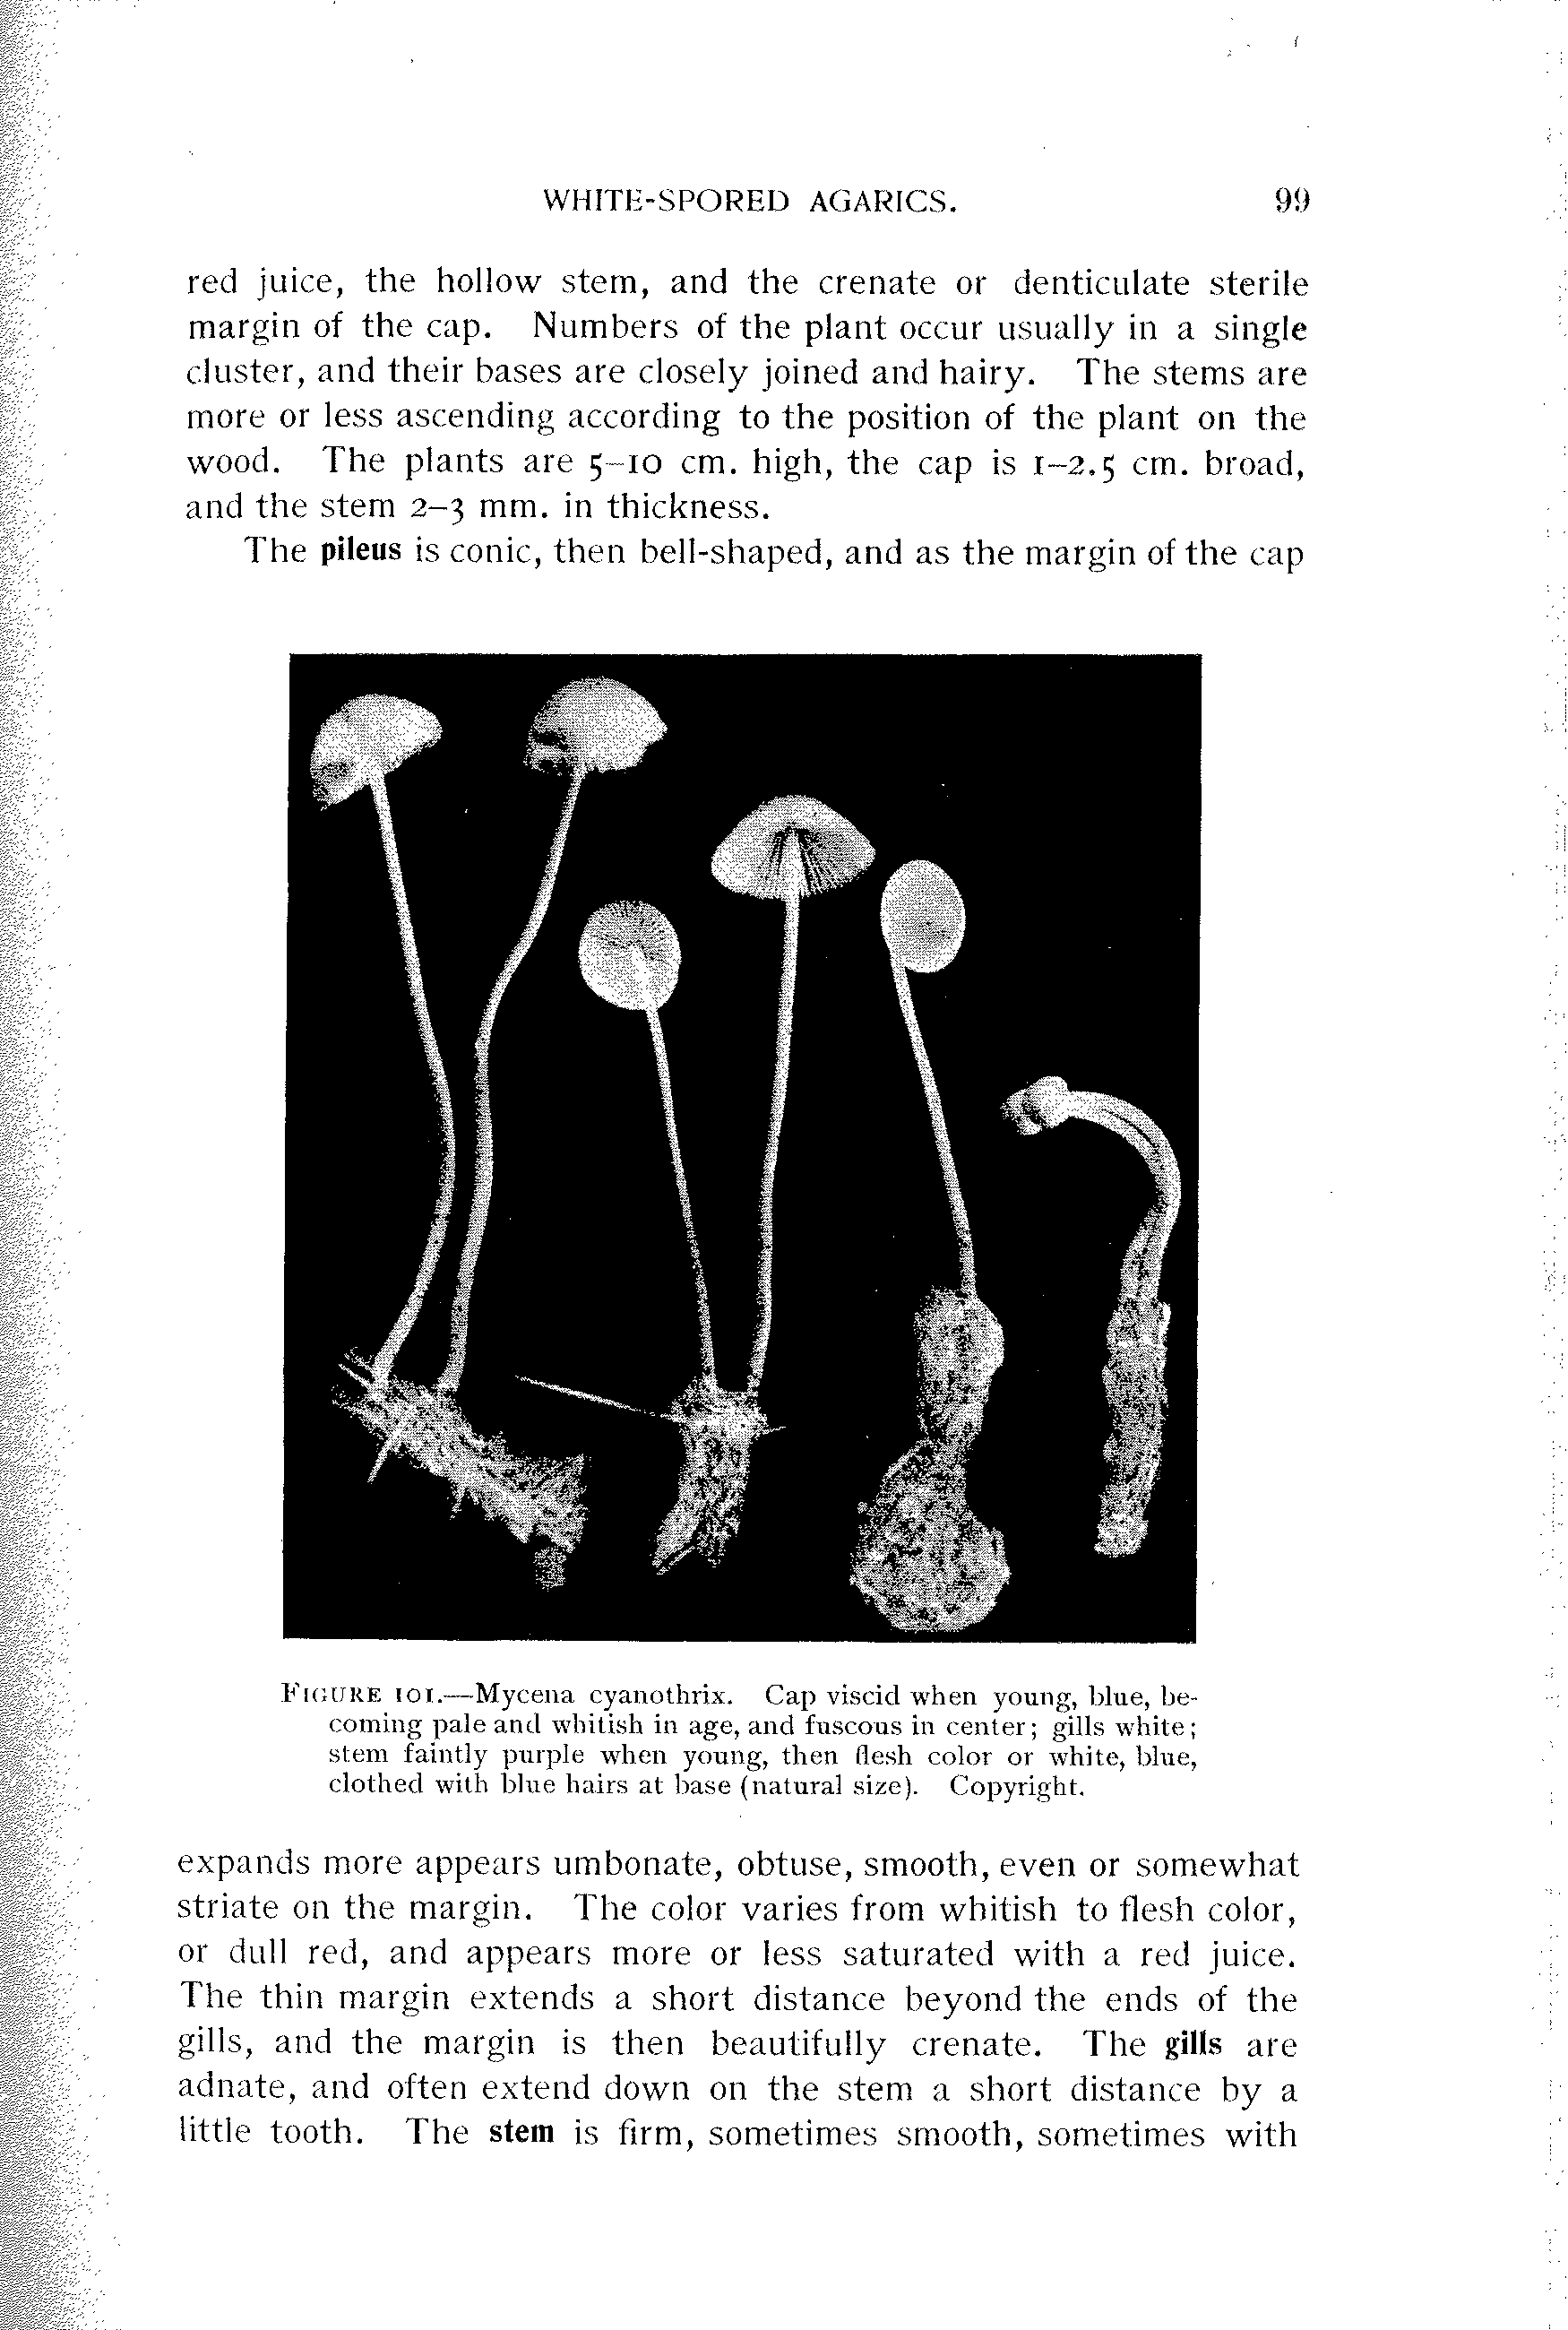 WHITE-SPORED AGARICS. 99
red juice, the hollow stem, and the crenate or denticulate sterile
margin of the cap. Numbers of the plant occur usually in a single
cluster, and their bases are closely joined and hairy. The stems are
more or less ascending according to the position of the plant on the
wood. The plants are 5–10 cm. high, the cap is 1–2.5 cm. broad,
and the stem 2–3 mm. in thickness.
The pileus is conic, then bell-shaped, and as the margin of the cap
FIGURE 101.—Mycena cyanothrix. Cap viscid when young, blue, be-
coming pale and whitish in age, and fuscous in center; gills white;
stem faintly purple when young, then flesh color or white, blue,
clothed with blue hairs at base (natural size). Copyright.
expands more appears umbonate, obtuse, smooth, even or somewhat
striate on the margin. The color varies from whitish to flesh color,
or dull red, and appears more or less saturated with a red juice.
The thin margin extends a short distance beyond the ends of the
gills, and the margin is then beautifully crenate. The gills are
adnate, and often extend down on the stem a short distance by a
little tooth. The stem is firm, sometimes smooth, sometimes with